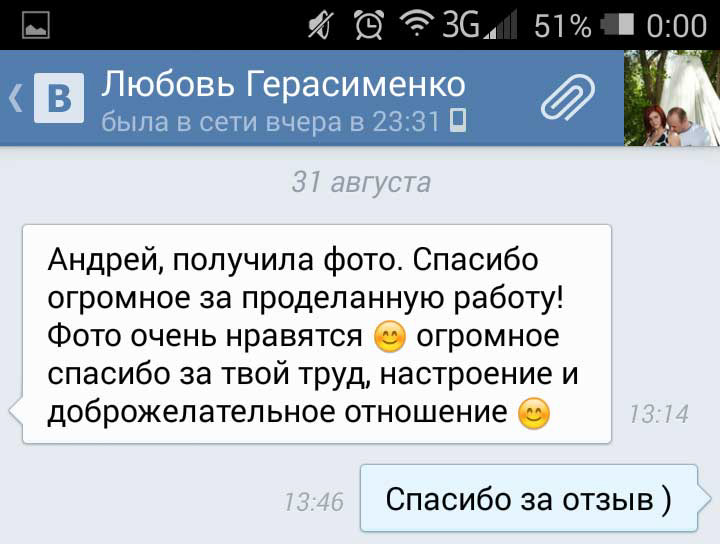 3G 51% 0:00
B Любовь Герасименко
была в сети вчера в 23:31
31 августа
Андрей, получила фото. Спасибо
огромное за проделанную работу!
Фото очень нравятся 😊 огромное
спасибо за твой труд, настроение и
доброжелательное отношение 😊
13:14
13:46
Спасибо за отзыв )